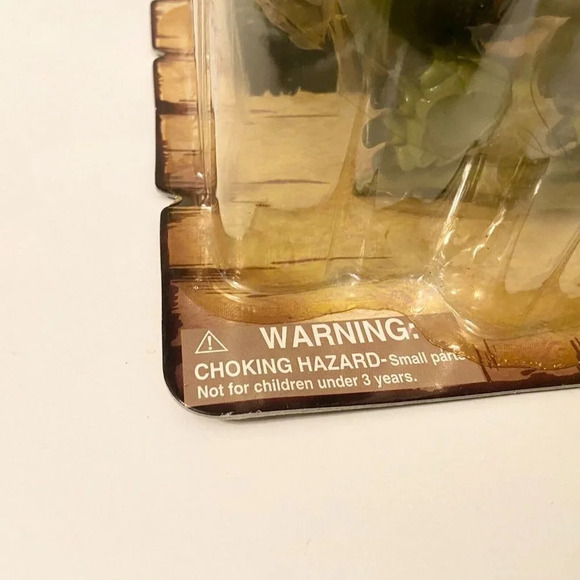 WARNING:
CHOKING HAZARD-Small parts
Not for children under 3 years.